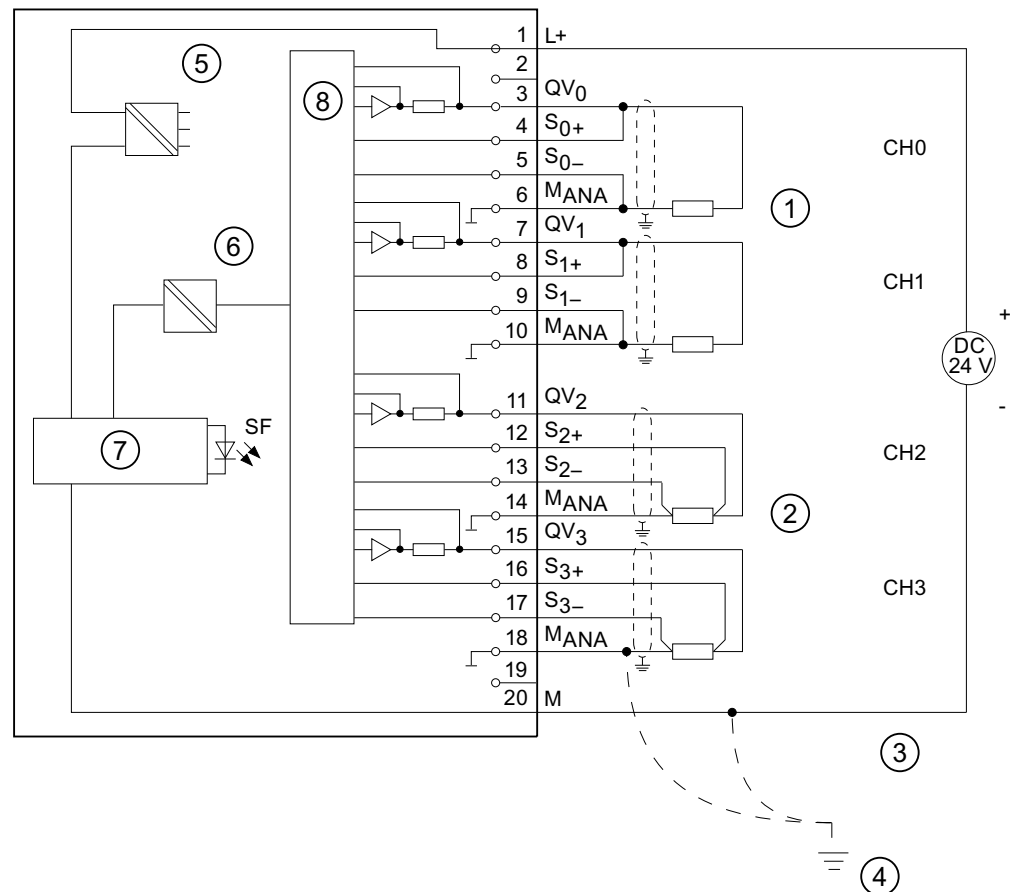 1 L+
2
3 QV0
4 S0+
5 S0–
6 MANA
7 QV1
8 S1+
9 S1–
10 MANA
11 QV2
12 S2+
13 S2–
14 MANA
15 QV3
16 S3+
17 S3–
18 MANA
19
20 M
5
8
6
7
SF
CH0
1
CH1
+
DC
24 V
-
CH2
2
CH3
3
4